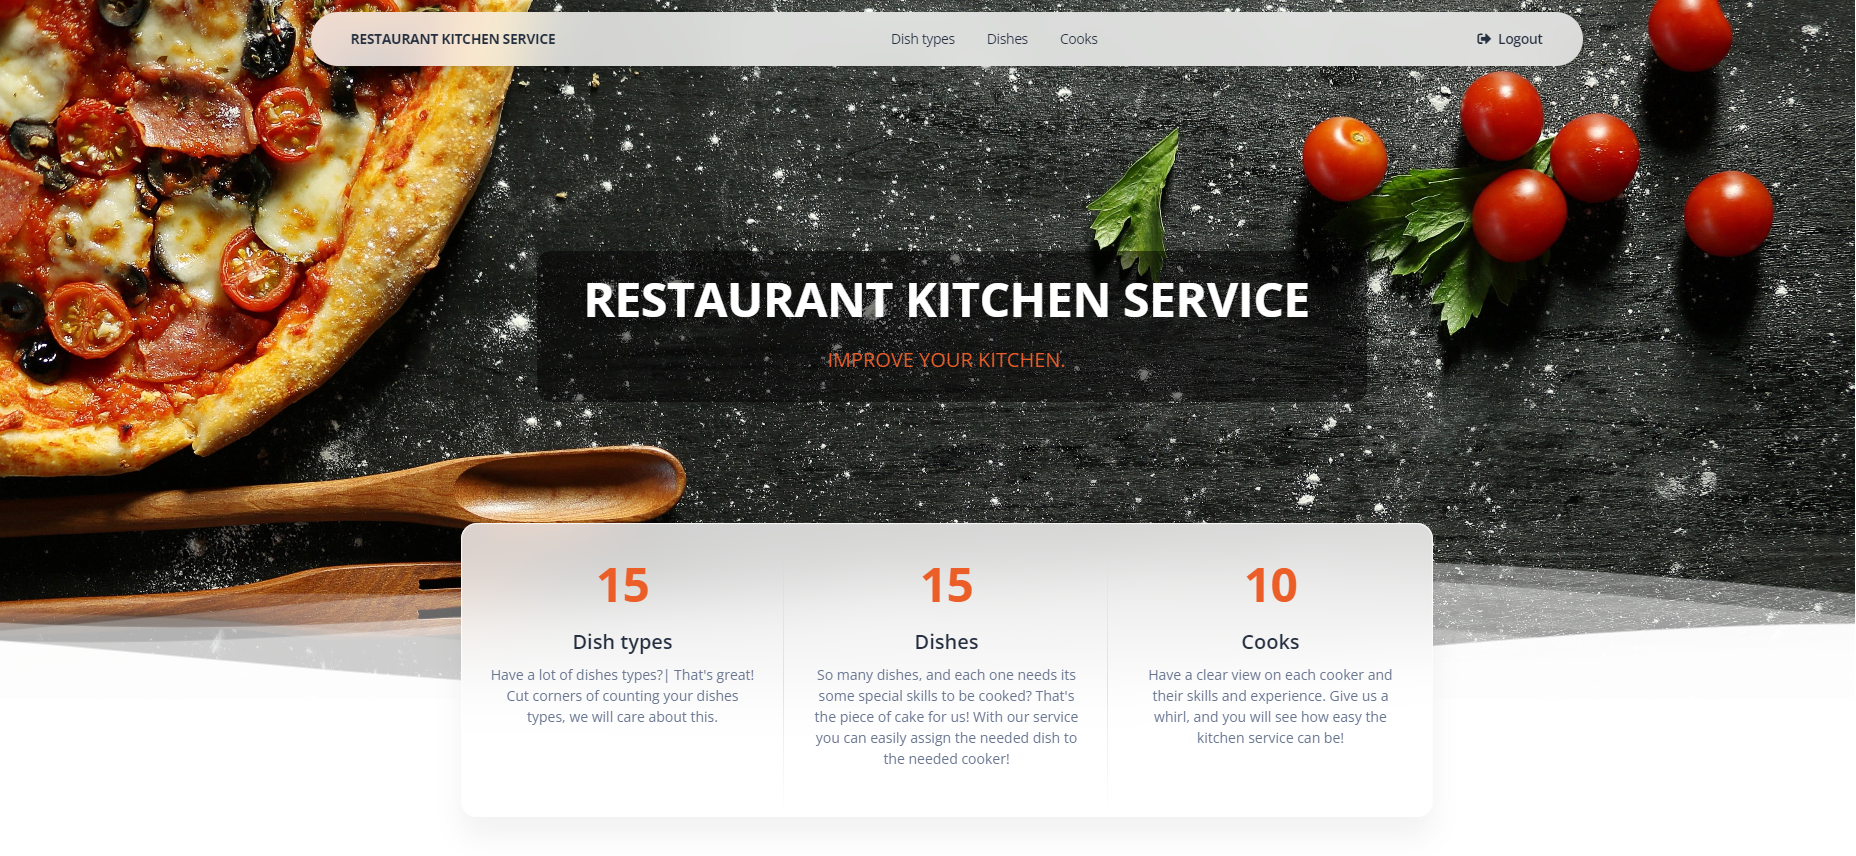 RESTAURANT KITCHEN SERVICE
Dish types
Dishes
Cooks
Logout
RESTAURANT KITCHEN SERVICE
IMPROVE YOUR KITCHEN.
15
Dish types
Have a lot of dishes types?| That's great!
Cut corners of counting your dishes
types, we will care about this.
15
Dishes
So many dishes, and each one needs its
some special skills to be cooked? That's
the piece of cake for us! With our service
you can easily assign the needed dish to
the needed cooker!
10
Cooks
Have a clear view on each cooker and
their skills and experience. Give us a
whirl, and you will see how easy the
kitchen service can be!